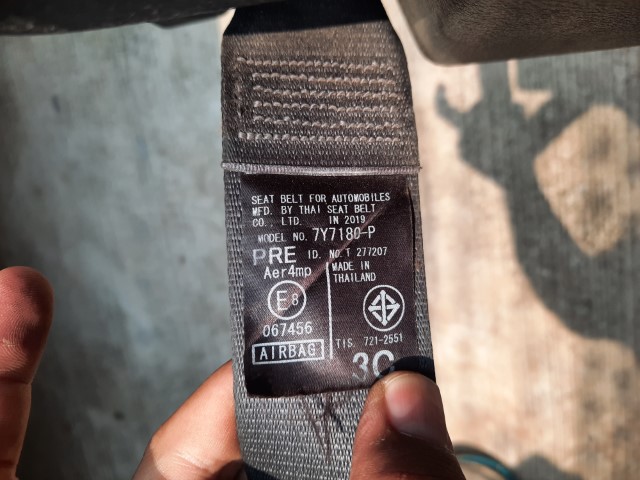 SEAT BELT FOR AUTOMOBILES
MFD. BY THAI SEAT BELT
CO., LTD. IN 2019
MODEL NO. 7Y7180-P
PRE ID. NO. T 277207
Aer4mp
MADE IN
THAILAND
E8
067456
TIS. 721-2551
AIRBAG